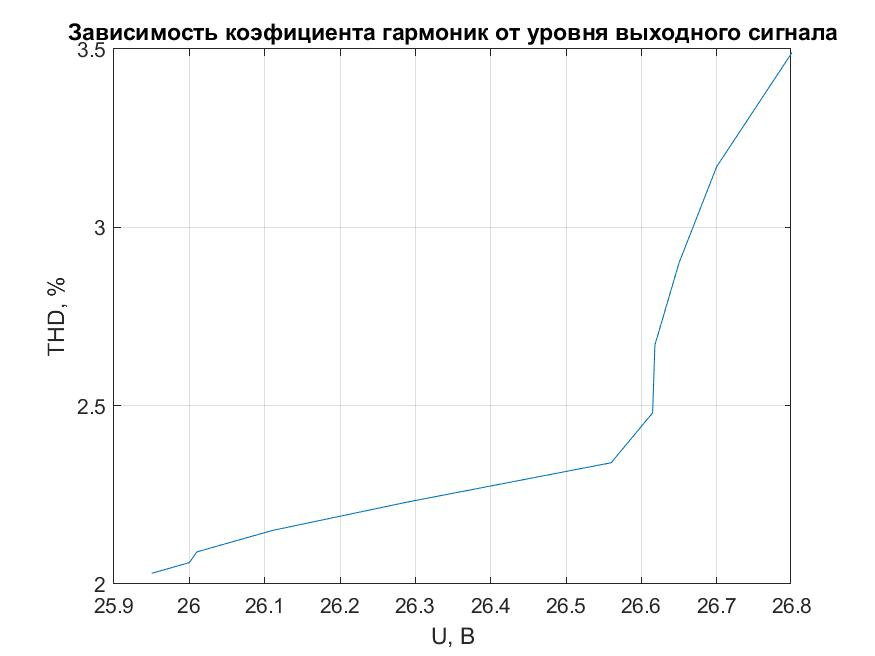 Зависимость коэфициента гармоник от уровня выходного сигнала
3.5
3
2.5
2
THD, %
25.9 26 26.1 26.2 26.3 26.4 26.5 26.6 26.7 26.8
U, В